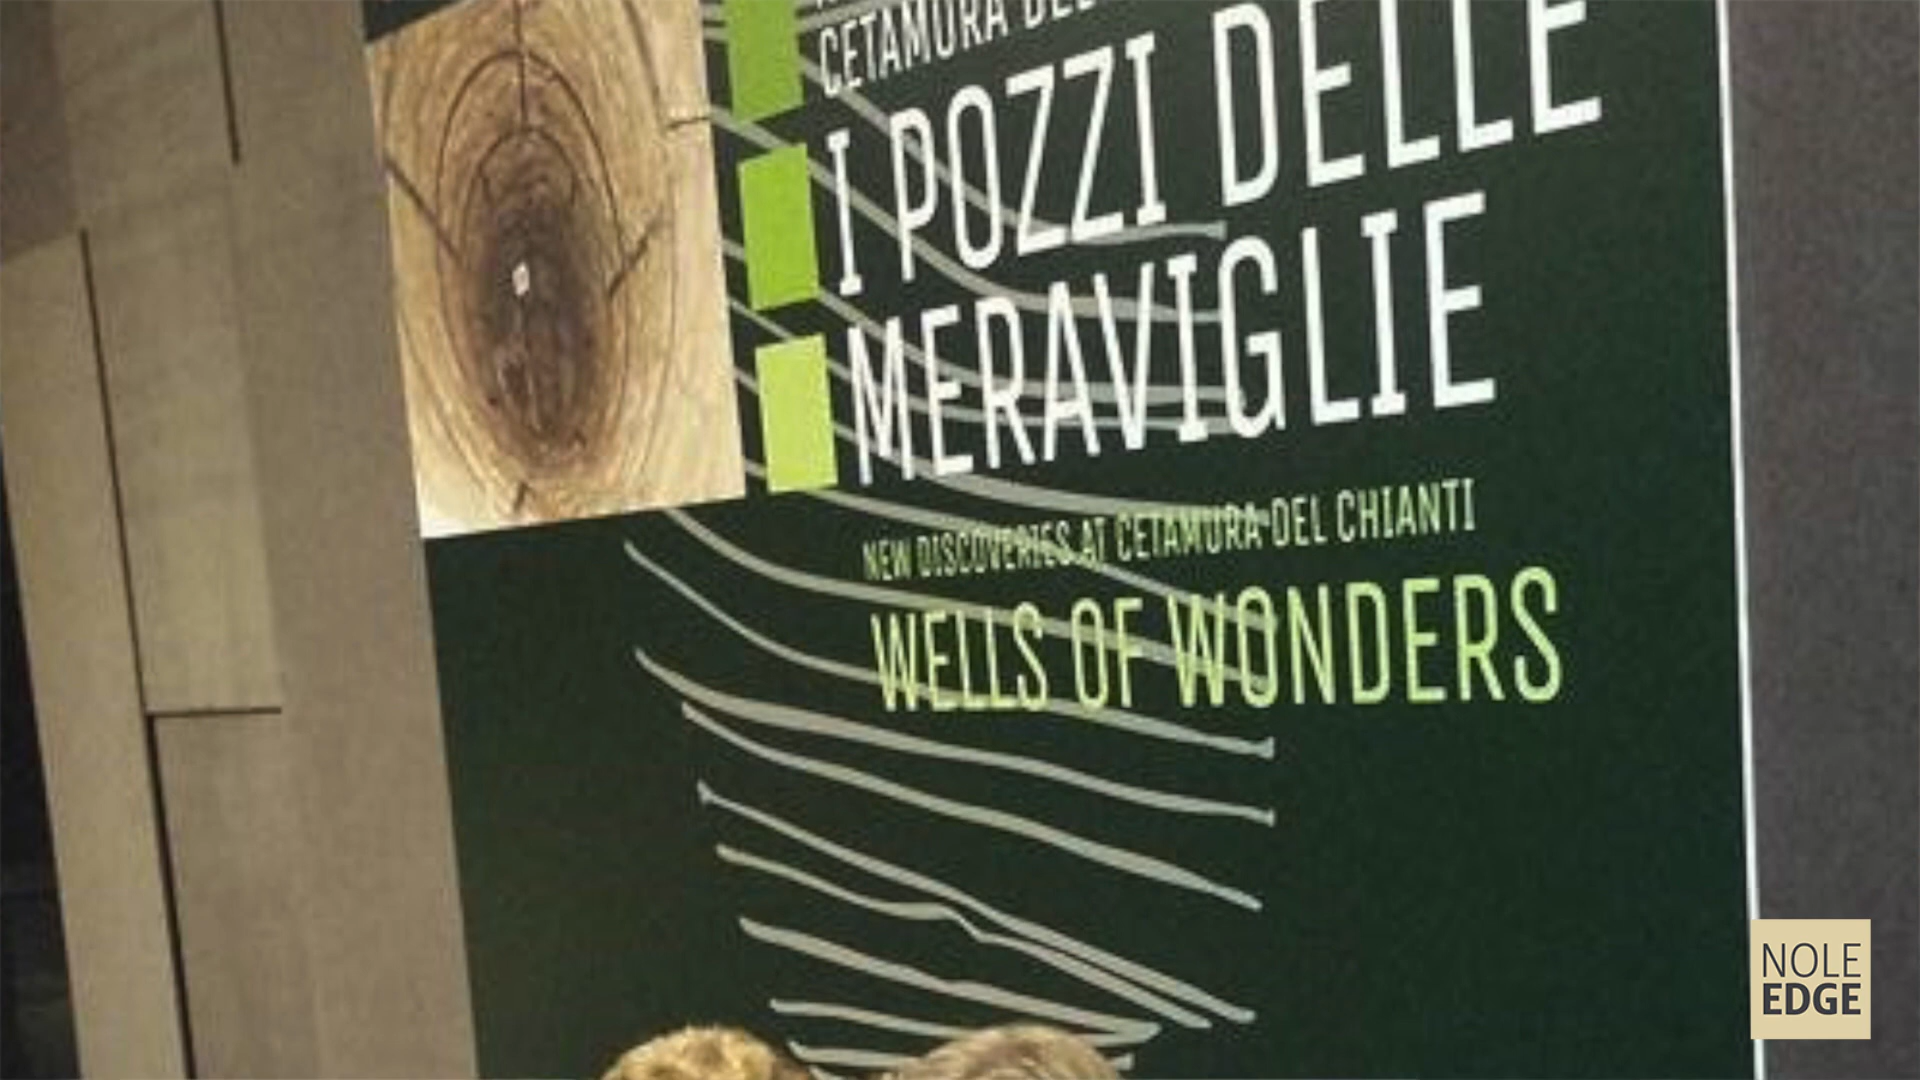 CETAMURA DEL
I POZZI DELLE
MERAVIGLIE
NEW DISCOVERIES AT CETAMURA DEL CHIANTI
WELLS OF WONDERS
NOLE
EDGE